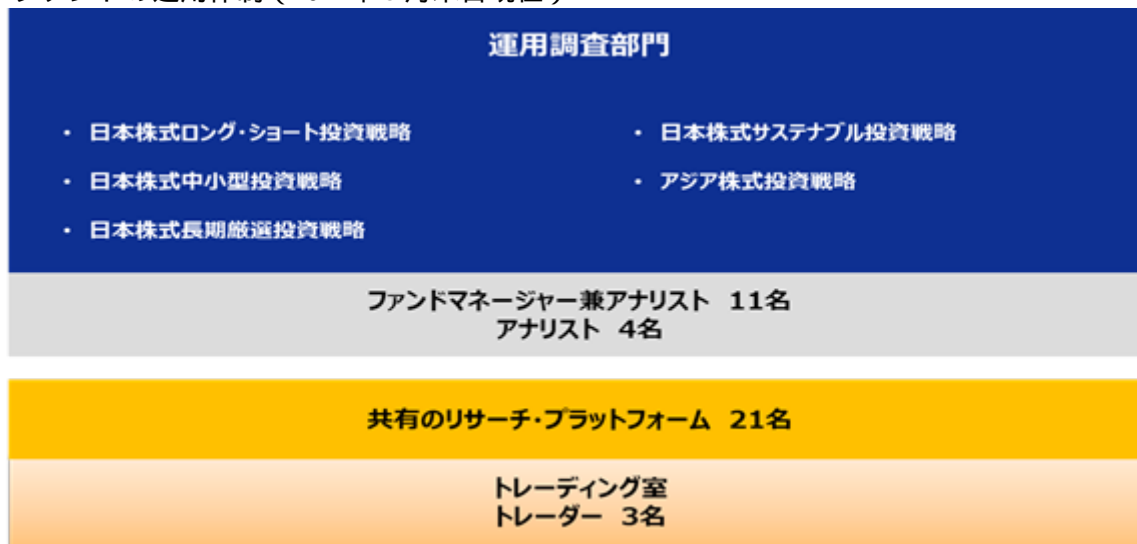 運用調査部門
・ 日本株式ロング・ショート投資戦略
・ 日本株式サステナブル投資戦略
・ 日本株式中小型投資戦略
・ アジア株式投資戦略
・ 日本株式長期厳選投資戦略
ファンドマネージャー兼アナリスト 11名
アナリスト 4名
共有のリサーチ・プラットフォーム 21名
トレーディング室
トレーダー 3名